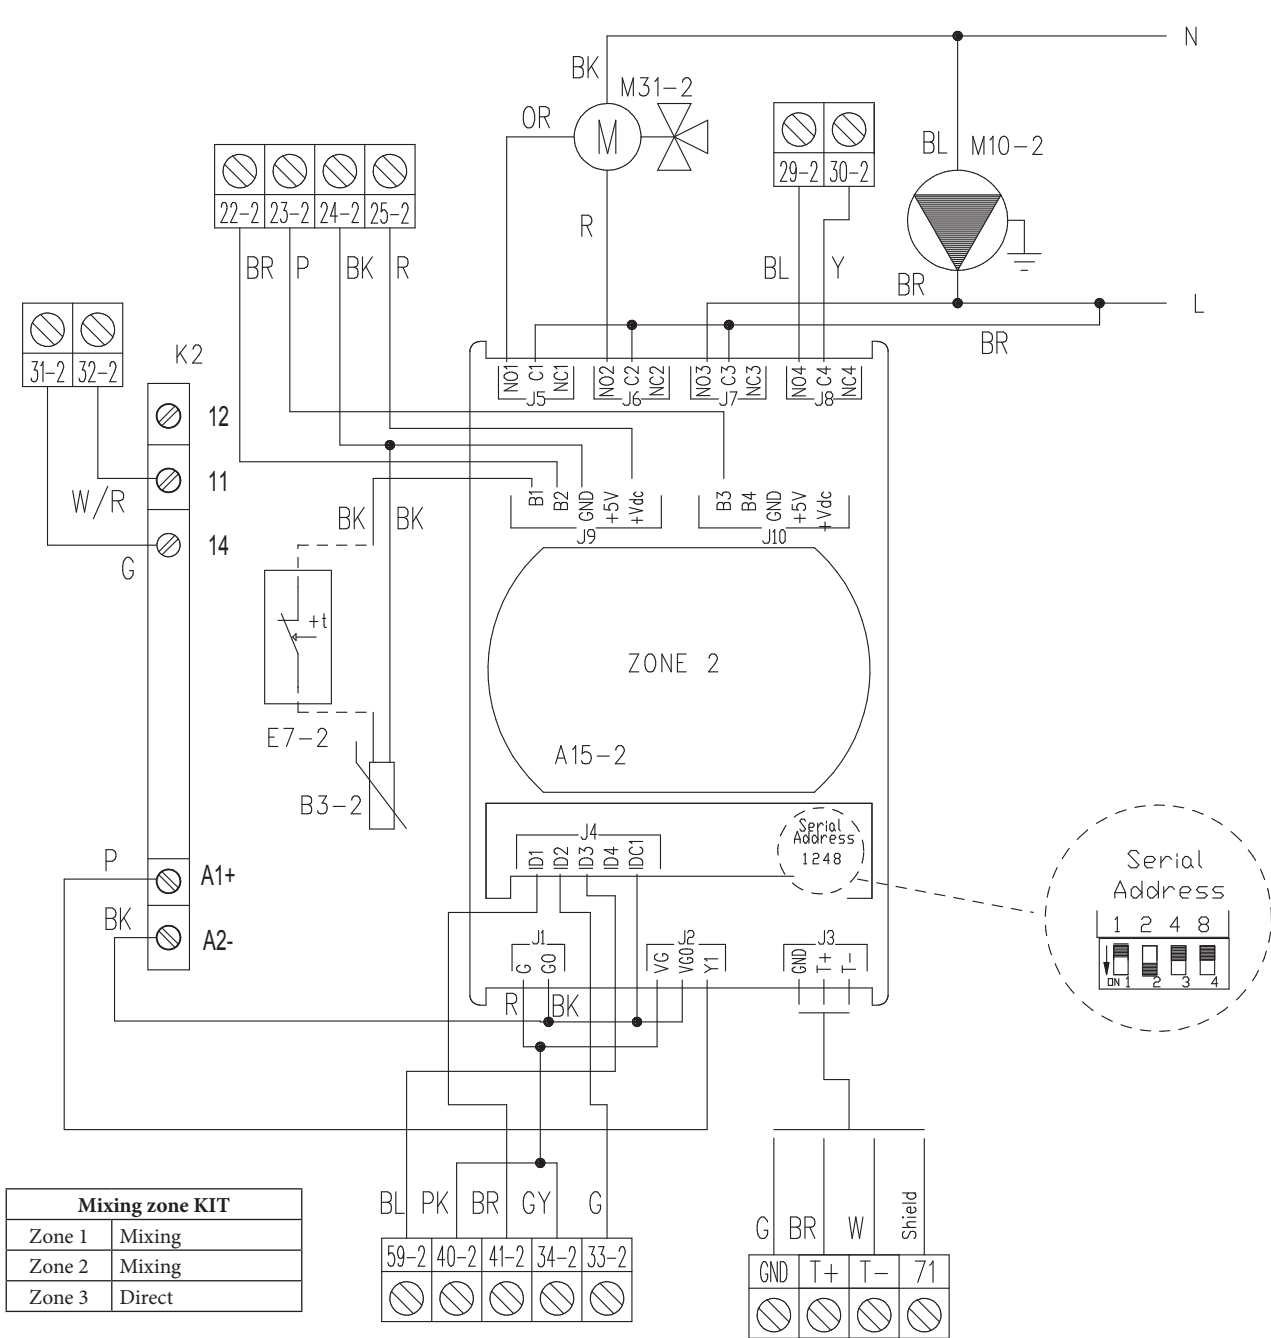 N
BK
M31-2
OR
M
BL
M10-2
29-2 30-2
22-2 23-2 24-2 25-2
R
BR P BK R
BL Y
BR
L
BR
31-2 32-2
K2
12
11
14
W/R
G
NO1 C1 NC1
J5
NO2 C2 NC2
J6
NO3 C3 NC3
J7
NO4 C4 NC4
J8
B1 B2 GND +5V +Vdc
J9
B3 B4 GND +5V +Vdc
J10
BK BK
+t
E7-2
B3-2
ZONE 2
A15-2
J4
ID1 ID2 ID3 ID4 IDC1
Serial
Address
1248
Serial
Address
1 2 4 8
ON 1 2 3 4
P
A1+
BK
A2-
J1
G G0
J2
VG VG0 Y1
J3
GND T+ T-
R BK
BL PK BR GY G
59-2 40-2 41-2 34-2 33-2
G BR W Shield
GND T+ T- 71
Mixing zone KIT
Zone 1 Mixing
Zone 2 Mixing
Zone 3 Direct